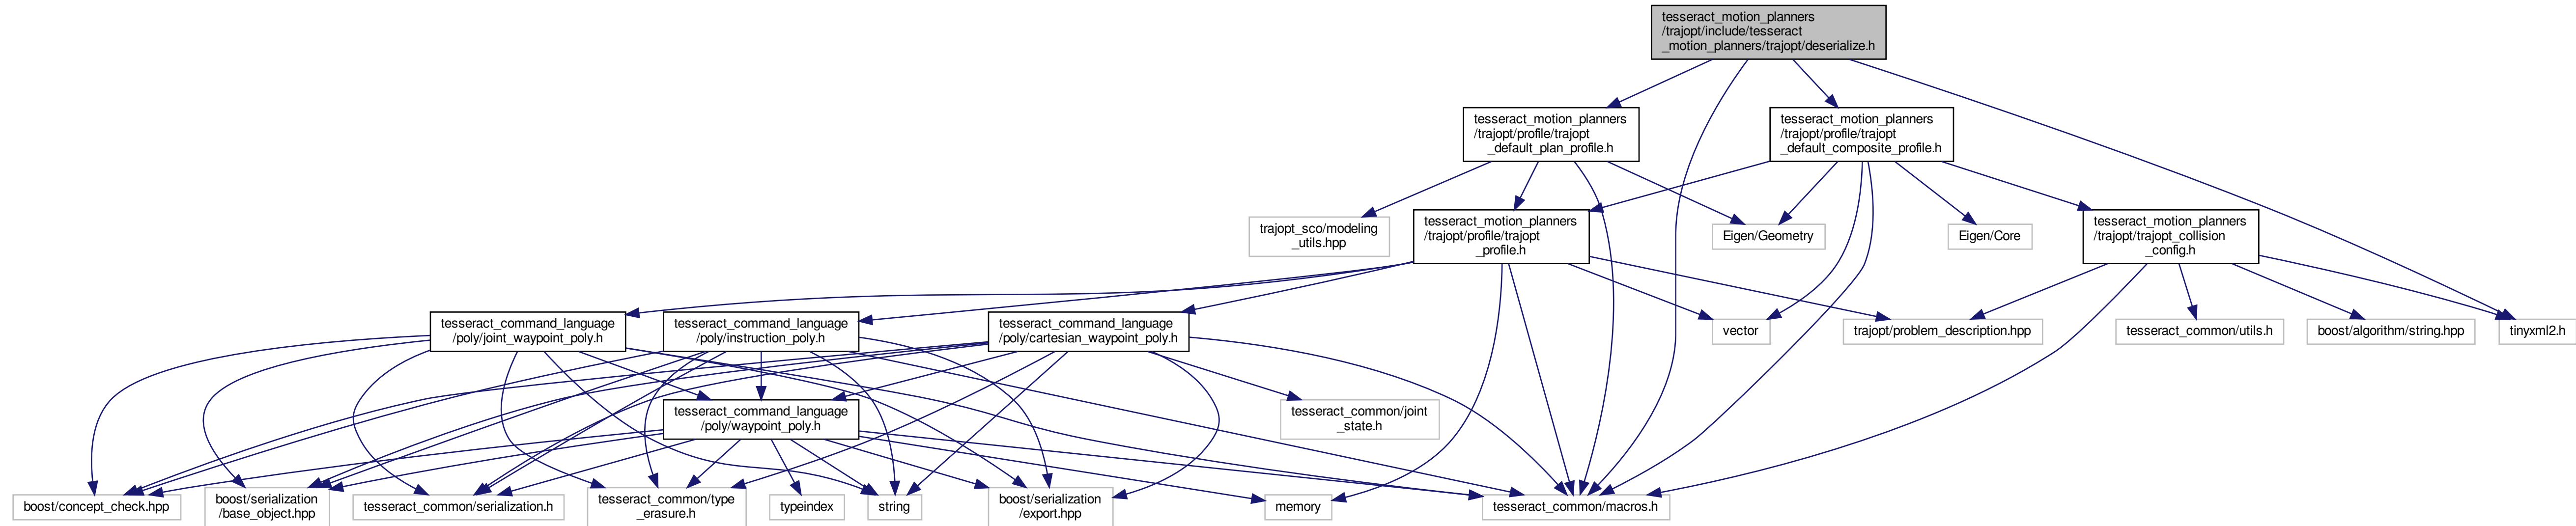 tesseract_motion_planners
/trajopt/include/tesseract
_motion_planners/trajopt/deserialize.h
tesseract_motion_planners
/trajopt/profile/trajopt
_default_plan_profile.h
tesseract_motion_planners
/trajopt/profile/trajopt
_default_composite_profile.h
trajopt_sco/modeling
_utils.hpp
tesseract_motion_planners
/trajopt/profile/trajopt
_profile.h
Eigen/Geometry
Eigen/Core
tesseract_motion_planners
/trajopt/trajopt_collision
_config.h
tesseract_command_language
/poly/joint_waypoint_poly.h
tesseract_command_language
/poly/instruction_poly.h
tesseract_command_language
/poly/cartesian_waypoint_poly.h
vector
trajopt/problem_description.hpp
tesseract_common/utils.h
boost/algorithm/string.hpp
tinyxml2.h
tesseract_command_language
/poly/waypoint_poly.h
tesseract_common/joint
_state.h
boost/concept_check.hpp
boost/serialization
/base_object.hpp
tesseract_common/serialization.h
tesseract_common/type
_erasure.h
typeindex
string
boost/serialization
/export.hpp
memory
tesseract_common/macros.h